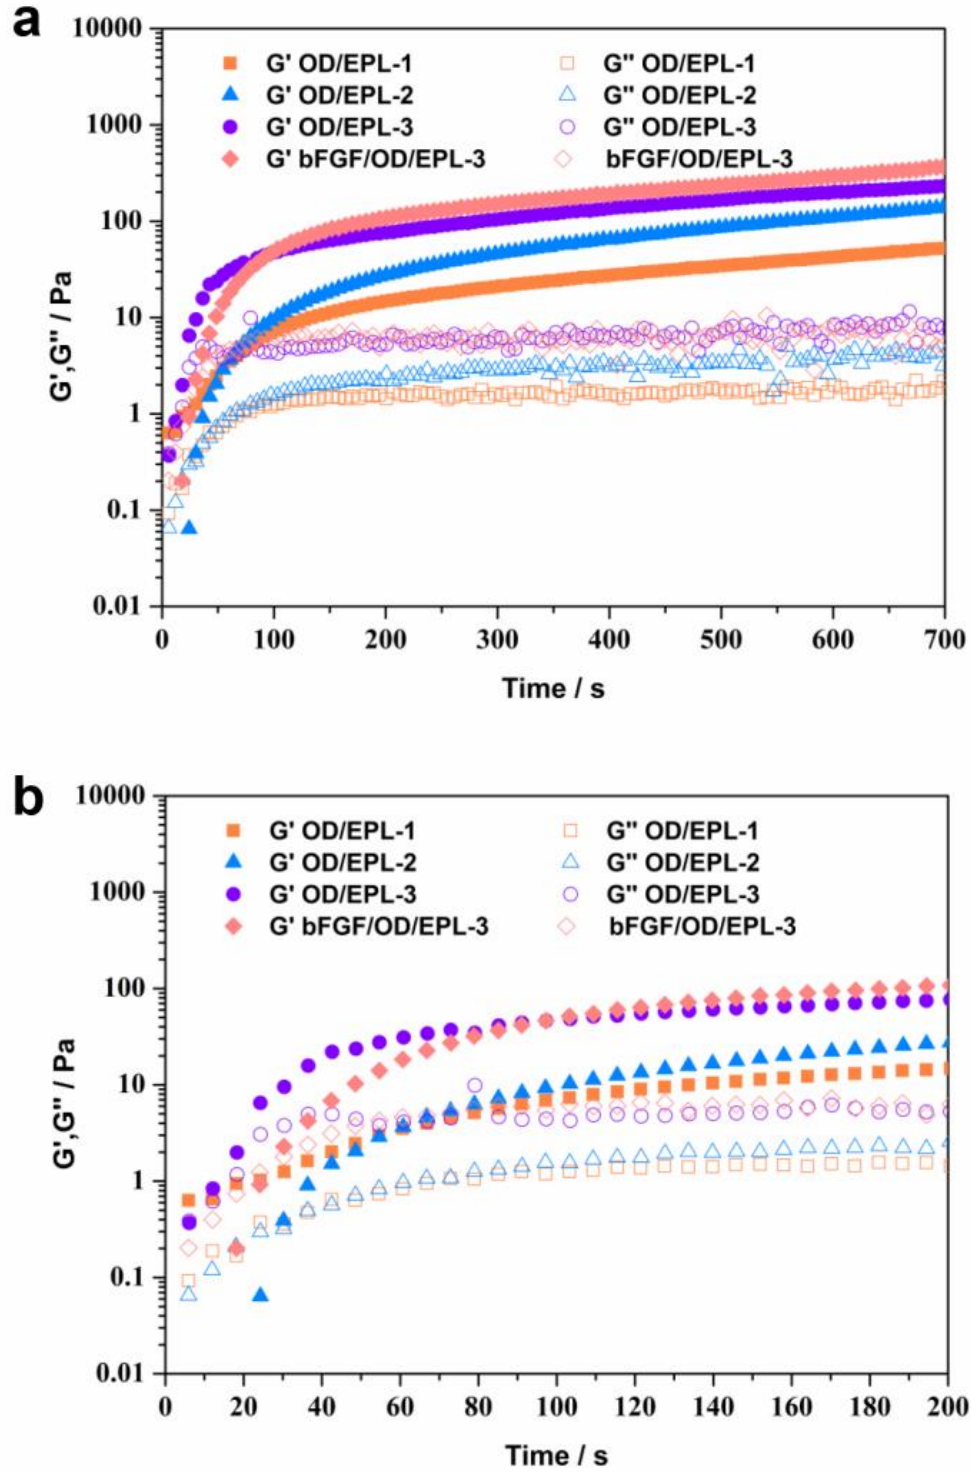 a
10000
G' OD/EPL-1 G'' OD/EPL-1
G' OD/EPL-2 G'' OD/EPL-2
1000
G' OD/EPL-3 G'' OD/EPL-3
G' bFGF/OD/EPL-3 bFGF/OD/EPL-3
100
G',G'' / Pa
10
1
0.1
0.01
0 100 200 300 400 500 600 700
Time / s
b
10000
G' OD/EPL-1 G'' OD/EPL-1
G' OD/EPL-2 G'' OD/EPL-2
1000
G' OD/EPL-3 G'' OD/EPL-3
G' bFGF/OD/EPL-3 bFGF/OD/EPL-3
100
G',G'' / Pa
10
1
0.1
0.01
0 20 40 60 80 100 120 140 160 180 200
Time / s